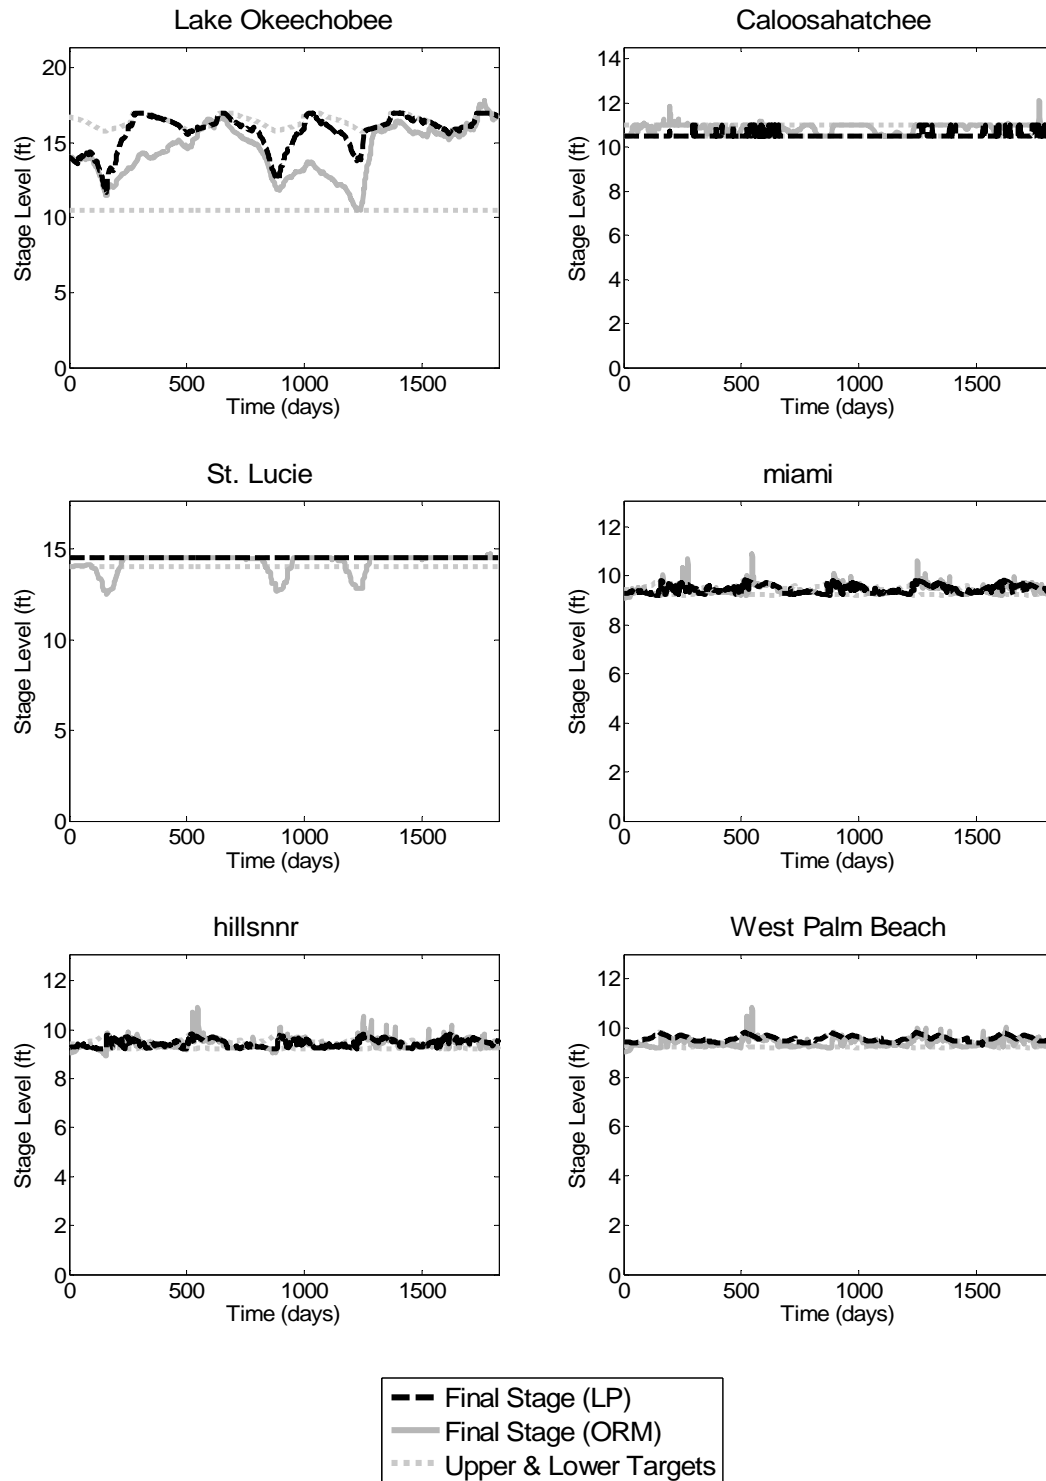 Lake Okeechobee
Caloosahatchee
20
15
10
5
0
Stage Level (ft)
0 500 1000 1500
Time (days)
14
12
10
8
6
4
2
0
Stage Level (ft)
0 500 1000 1500
Time (days)
St. Lucie
miami
15
10
5
0
Stage Level (ft)
0 500 1000 1500
Time (days)
12
10
8
6
4
2
0
Stage Level (ft)
0 500 1000 1500
Time (days)
hillsnnr
West Palm Beach
12
10
8
6
4
2
0
Stage Level (ft)
0 500 1000 1500
Time (days)
12
10
8
6
4
2
0
Stage Level (ft)
0 500 1000 1500
Time (days)
Final Stage (LP)
Final Stage (ORM)
Upper & Lower Targets